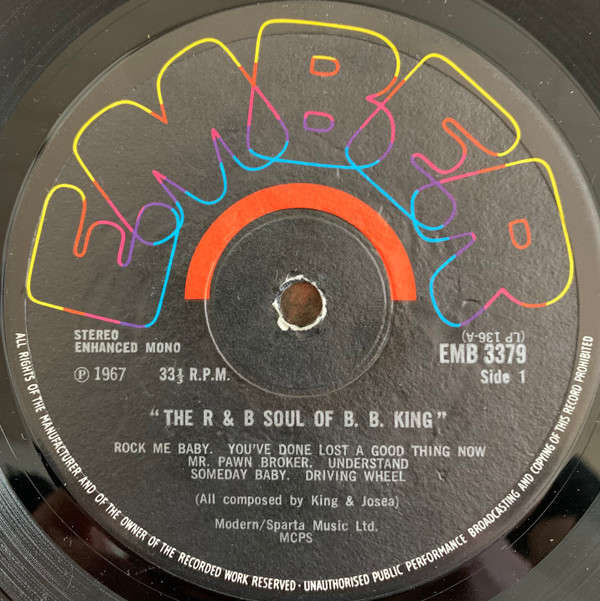 EMBER
STEREO
ENHANCED MONO
℗ 1967 33⅓ R.P.M.
(LP 136-A)
EMB 3379
Side 1
"THE R & B SOUL OF B. B. KING"
ROCK ME BABY. YOU'VE DONE LOST A GOOD THING NOW
MR. PAWN BROKER. UNDERSTAND
SOMEDAY BABY. DRIVING WHEEL
(All composed by King & Josea)
Modern/Sparta Music Ltd.
MCPS
ALL RIGHTS OF THE MANUFACTURER AND OF THE OWNER OF THE RECORDED WORK RESERVED · UNAUTHORISED PUBLIC PERFORMANCE BROADCASTING AND COPYING OF THIS RECORD PROHIBITED